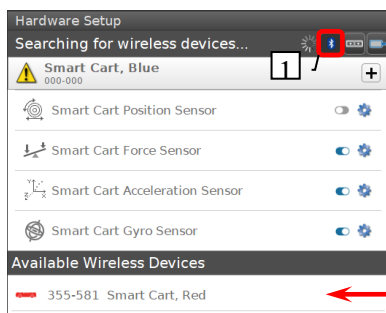 Hardware Setup
Searching for wireless devices...
1
Smart Cart, Blue
000-000
Smart Cart Position Sensor
Smart Cart Force Sensor
Smart Cart Acceleration Sensor
Smart Cart Gyro Sensor
Available Wireless Devices
355-581 Smart Cart, Red